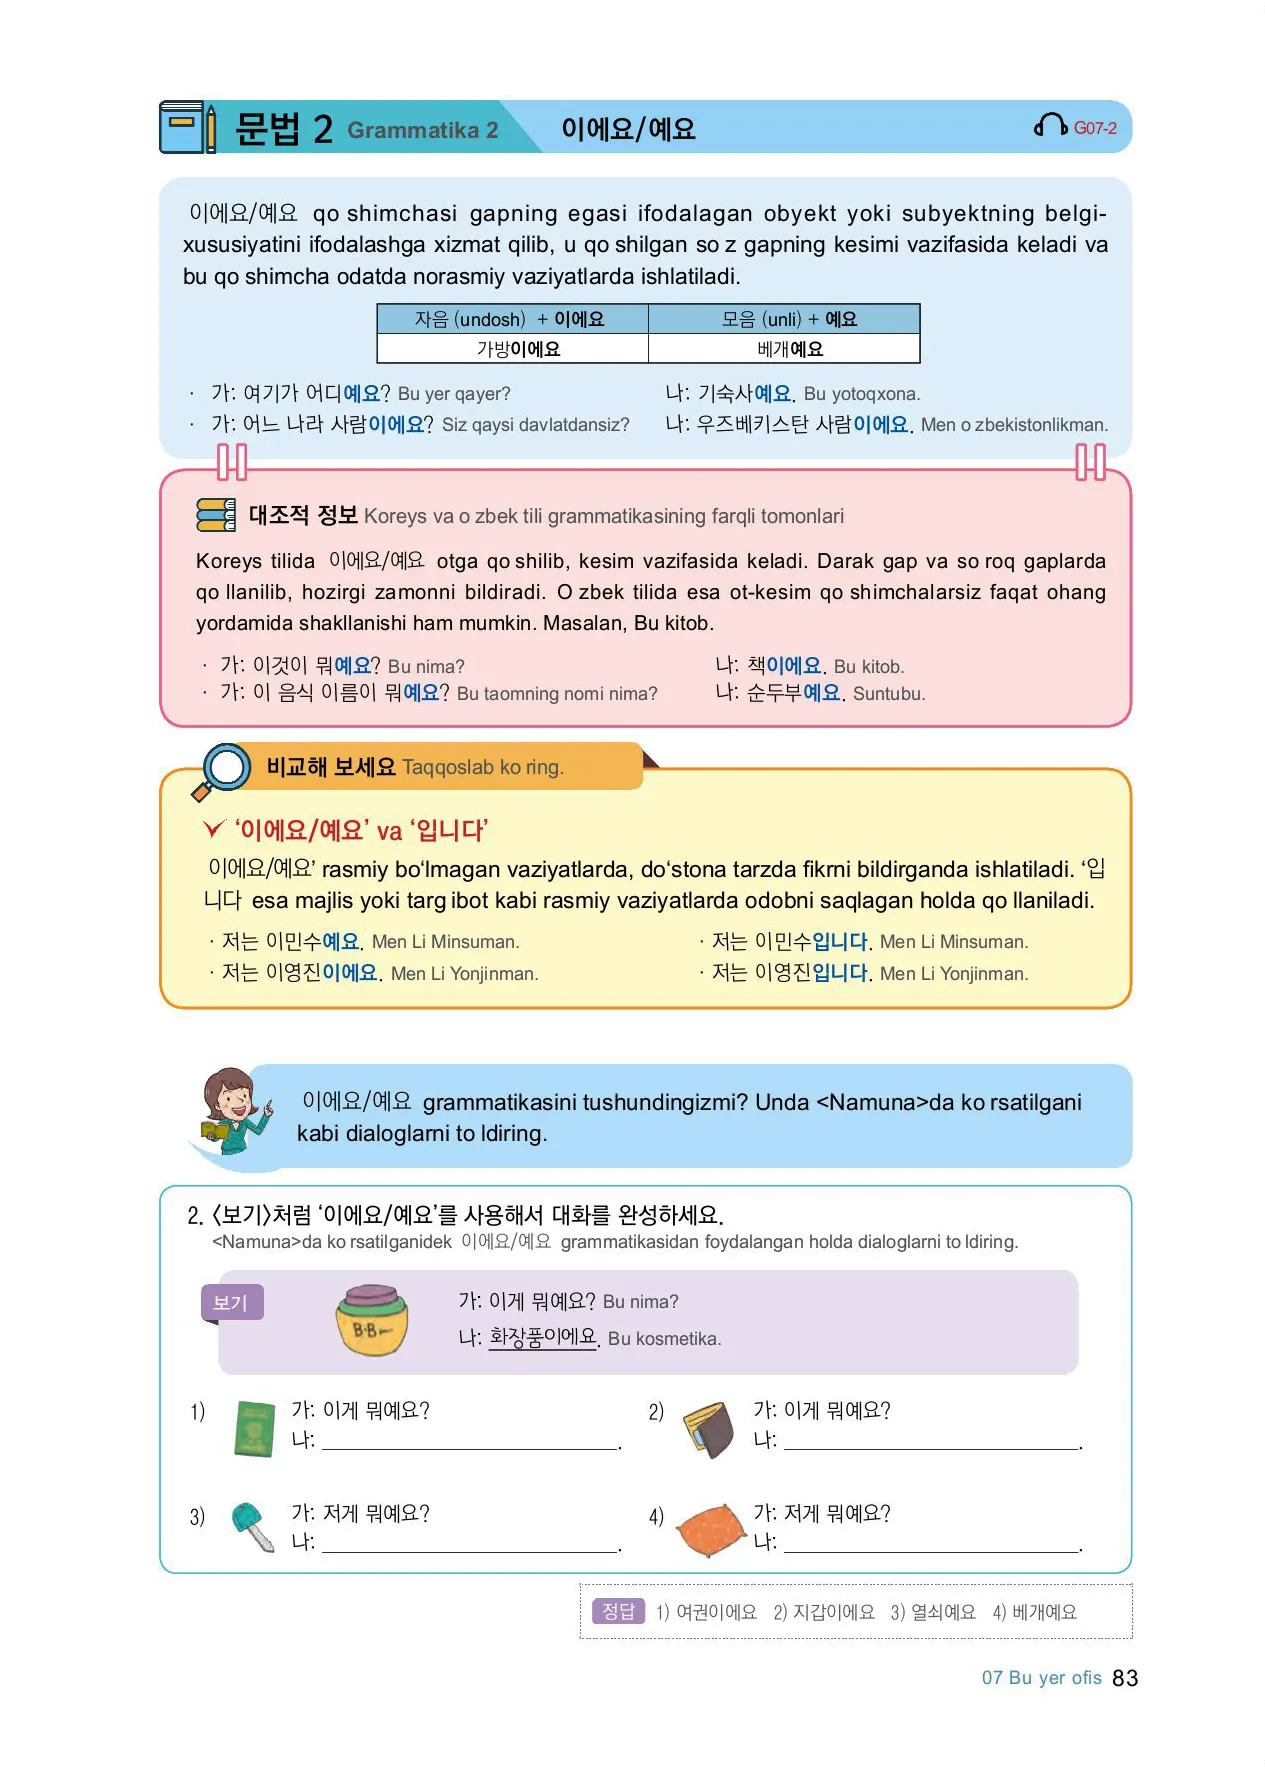 문법 2 Grammatika 2 이에요/예요 G07-2
이에요/예요 qo shimchasi gapning egasi ifodalagan obyekt yoki subyektning belgi-
xususiyatini ifodalashga xizmat qilib, u qo shilgan so z gapning kesimi vazifasida keladi va
bu qo shimcha odatda norasmiy vaziyatlarda ishlatiladi.
자음 (undosh) + 이에요 모음 (unli) + 예요
가방이에요 베개예요
· 가: 여기가 어디예요? Bu yer qayer? 나: 기숙사예요. Bu yotoqxona.
· 가: 어느 나라 사람이에요? Siz qaysi davlatdansiz? 나: 우즈베키스탄 사람이에요. Men o zbekistonlikman.
대조적 정보 Koreys va o zbek tili grammatikasining farqli tomonlari
Koreys tilida 이에요/예요 otga qo shilib, kesim vazifasida keladi. Darak gap va so roq gaplarda
qo llanilib, hozirgi zamonni bildiradi. O zbek tilida esa ot-kesim qo shimchalarsiz faqat ohang
yordamida shakllanishi ham mumkin. Masalan, Bu kitob.
· 가: 이것이 뭐예요? Bu nima? 나: 책이에요. Bu kitob.
· 가: 이 음식 이름이 뭐예요? Bu taomning nomi nima? 나: 순두부예요. Suntubu.
비교해 보세요 Taqqoslab ko ring.
‘이에요/예요’ va ‘입니다’
이에요/예요’ rasmiy bo‘lmagan vaziyatlarda, do‘stona tarzda fikrni bildirganda ishlatiladi. ‘입
니다 esa majlis yoki targ ibot kabi rasmiy vaziyatlarda odobni saqlagan holda qo llaniladi.
· 저는 이민수예요. Men Li Minsuman. · 저는 이민수입니다. Men Li Minsuman.
· 저는 이영진이에요. Men Li Yonjinman. · 저는 이영진입니다. Men Li Yonjinman.
이에요/예요 grammatikasini tushundingizmi? Unda <Namuna>da ko rsatilgani
kabi dialoglarni to ldiring.
2. <보기>처럼 ‘이에요/예요’를 사용해서 대화를 완성하세요.
<Namuna>da ko rsatilganidek 이에요/예요 grammatikasidan foydalangan holda dialoglarni to ldiring.
보기
B·B
가: 이게 뭐예요? Bu nima?
나: 화장품이에요. Bu kosmetika.
1) 가: 이게 뭐예요? 2) 가: 이게 뭐예요?
나: ____________. 나: ____________.
3) 가: 저게 뭐예요? 4) 가: 저게 뭐예요?
나: ____________. 나: ____________.
정답 1) 여권이에요 2) 지갑이에요 3) 열쇠예요 4) 베개예요
07 Bu yer ofis 83